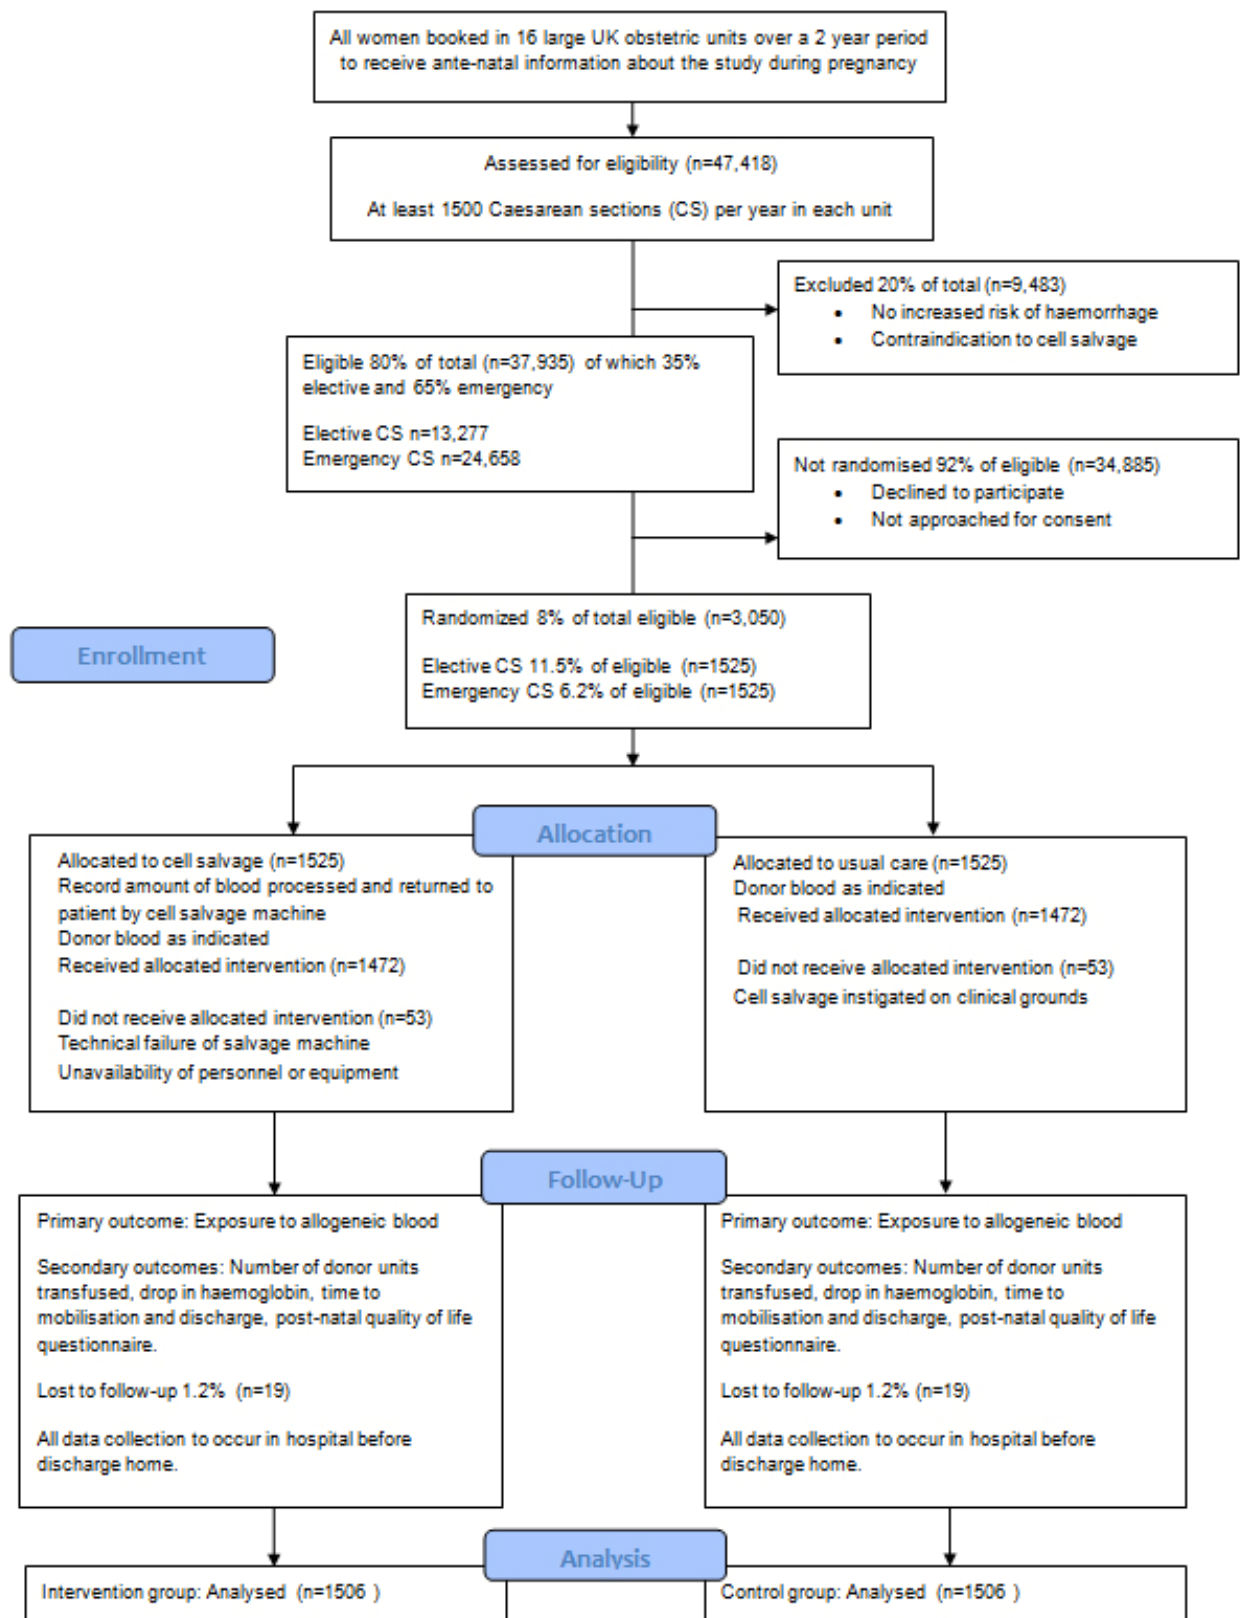 All women booked in 16 large UK obstetric units over a 2 year period
to receive ante-natal information about the study during pregnancy
Assessed for eligibility (n=47,418)
At least 1500 Caesarean sections (CS) per year in each unit
Excluded 20% of total (n=9,483)
• No increased risk of haemorrhage
• Contraindication to cell salvage
Eligible 80% of total (n=37,935) of which 35%
elective and 65% emergency
Elective CS n=13,277
Emergency CS n=24,658
Not randomised 92% of eligible (n=34,885)
• Declined to participate
• Not approached for consent
Randomized 8% of total eligible (n=3,050)
Elective CS 11.5% of eligible (n=1525)
Emergency CS 6.2% of eligible (n=1525)
Enrollment
Allocation
Allocated to cell salvage (n=1525)
Record amount of blood processed and returned to
patient by cell salvage machine
Donor blood as indicated
Received allocated intervention (n=1472)
Did not receive allocated intervention (n=53)
Technical failure of salvage machine
Unavailability of personnel or equipment
Allocated to usual care (n=1525)
Donor blood as indicated
Received allocated intervention (n=1472)
Did not receive allocated intervention (n=53)
Cell salvage instigated on clinical grounds
Follow-Up
Primary outcome: Exposure to allogeneic blood
Secondary outcomes: Number of donor units
transfused, drop in haemoglobin, time to
mobilisation and discharge, post-natal quality of life
questionnaire.
Lost to follow-up 1.2% (n=19)
All data collection to occur in hospital before
discharge home.
Primary outcome: Exposure to allogeneic blood
Secondary outcomes: Number of donor units
transfused, drop in haemoglobin, time to
mobilisation and discharge, post-natal quality of life
questionnaire.
Lost to follow-up 1.2% (n=19)
All data collection to occur in hospital before
discharge home.
Analysis
Intervention group: Analysed (n=1506 )
Control group: Analysed (n=1506 )